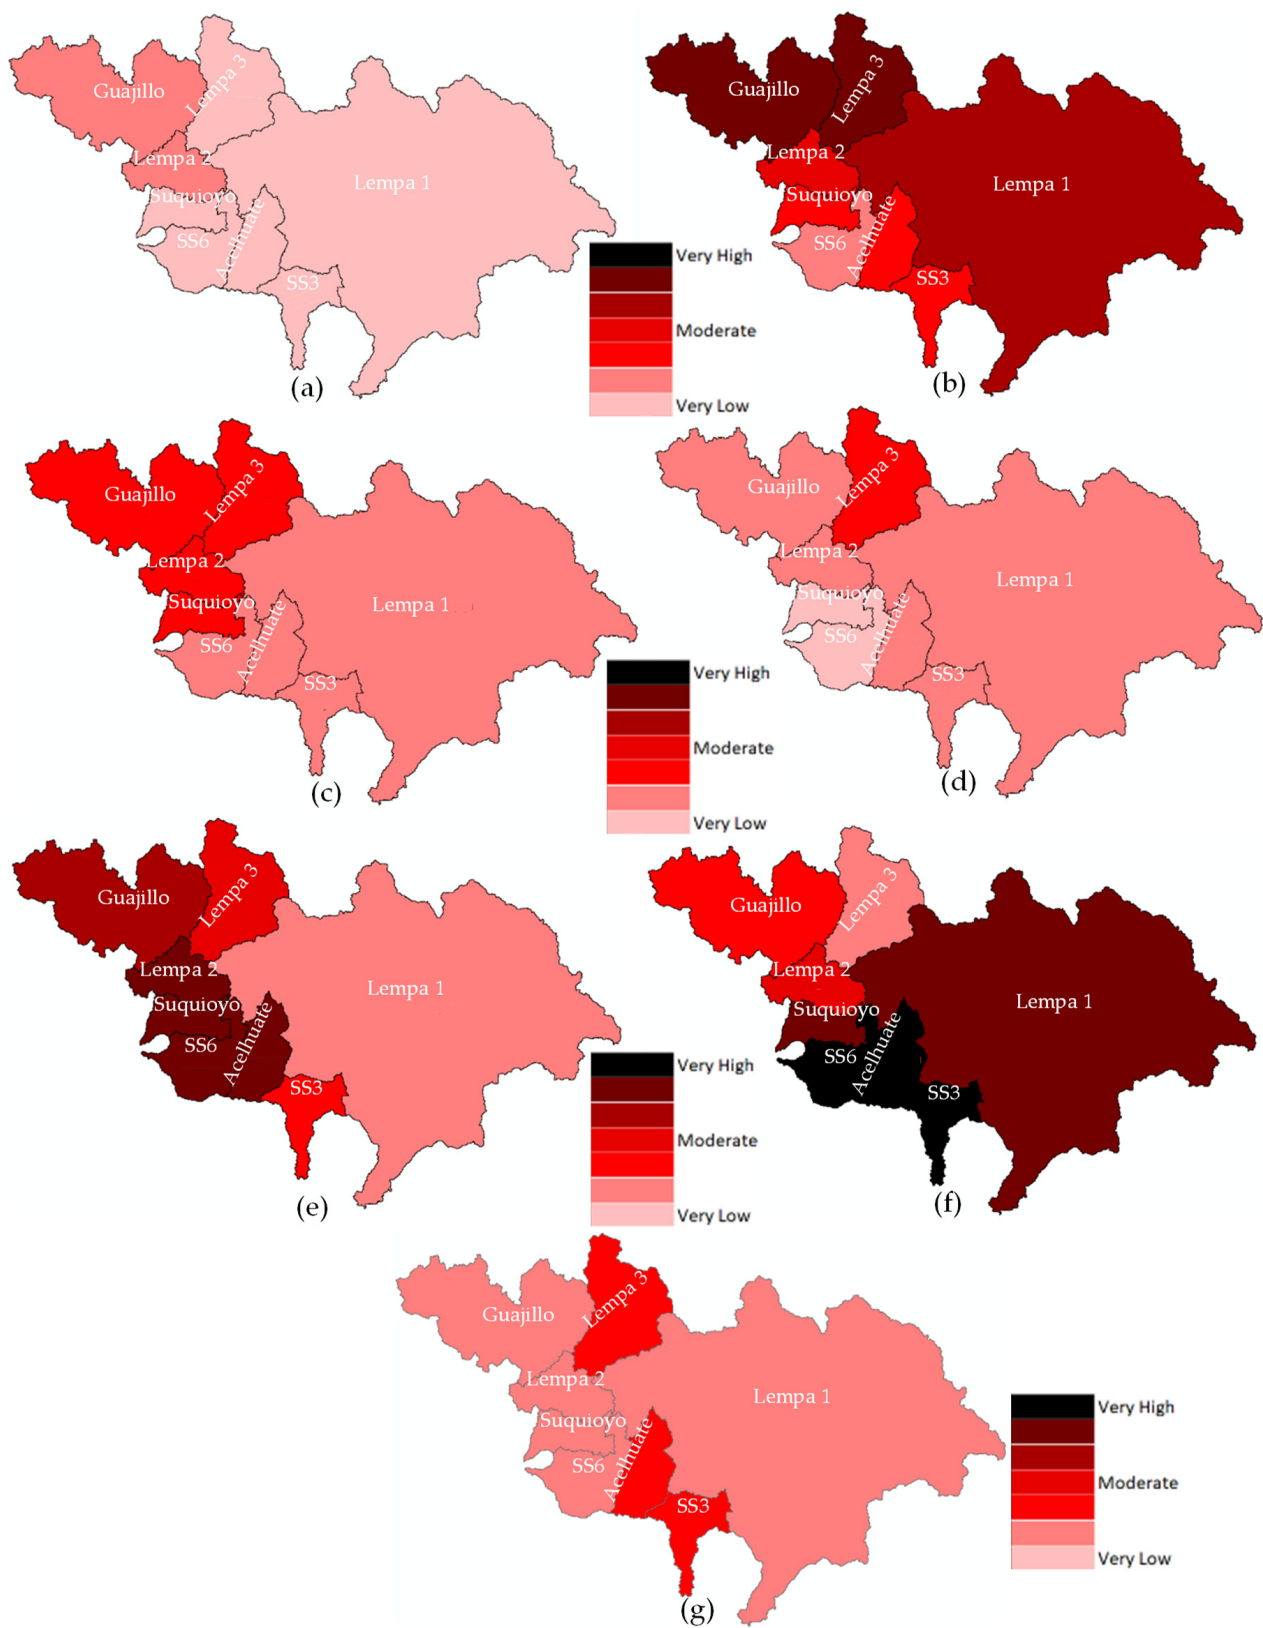 Guajillo
Lempa 3
Lempa 2
Lempa 1
Suquioyo
SS6
Acelhuate
SS3
(a)
Guajillo
Lempa 3
Lempa 2
Lempa 1
Suquioyo
SS6
Acelhuate
SS3
(b)
Very High
Moderate
Very Low
Guajillo
Lempa 3
Lempa 2
Lempa 1
Suquioyo
SS6
Acelhuate
SS3
(c)
Guajillo
Lempa 3
Lempa 2
Lempa 1
Suquioyo
SS6
Acelhuate
SS3
(d)
Very High
Moderate
Very Low
Guajillo
Lempa 3
Lempa 2
Lempa 1
Suquioyo
SS6
Acelhuate
SS3
(e)
Guajillo
Lempa 3
Lempa 2
Lempa 1
Suquioyo
SS6
Acelhuate
SS3
(f)
Very High
Moderate
Very Low
Guajillo
Lempa 3
Lempa 2
Lempa 1
Suquioyo
SS6
Acelhuate
SS3
(g)
Very High
Moderate
Very Low